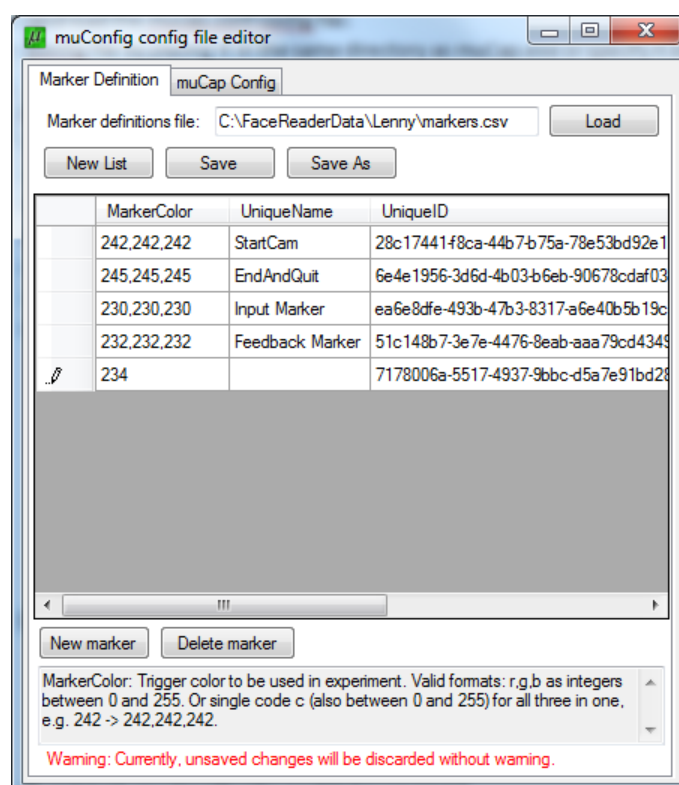 muConfig config file editor
Marker Definition muCap Config
Marker definitions file: C:\FaceReaderData\Lenny\markers.csv Load
New List Save Save As
MarkerColor UniqueName UniqueID
242,242,242 StartCam 28c17441-f8ca-44b7-b75a-78e53bd92e1
245,245,245 EndAndQuit 6e4e1956-3d6d-4b03-b6eb-90678cdaf03
230,230,230 Input Marker ea6e8dfe-493b-47b3-8317-a6e40b5b19c
232,232,232 Feedback Marker 51c148b7-3e7e-4476-8eab-aaa79cd4349
234 7178006a-5517-4937-9bbc-d5a7e91bd28
New marker Delete marker
MarkerColor: Trigger color to be used in experiment. Valid formats: r,g,b as integers
between 0 and 255. Or single code c (also between 0 and 255) for all three in one,
e.g. 242 -> 242,242,242.
Warning: Currently, unsaved changes will be discarded without warning.